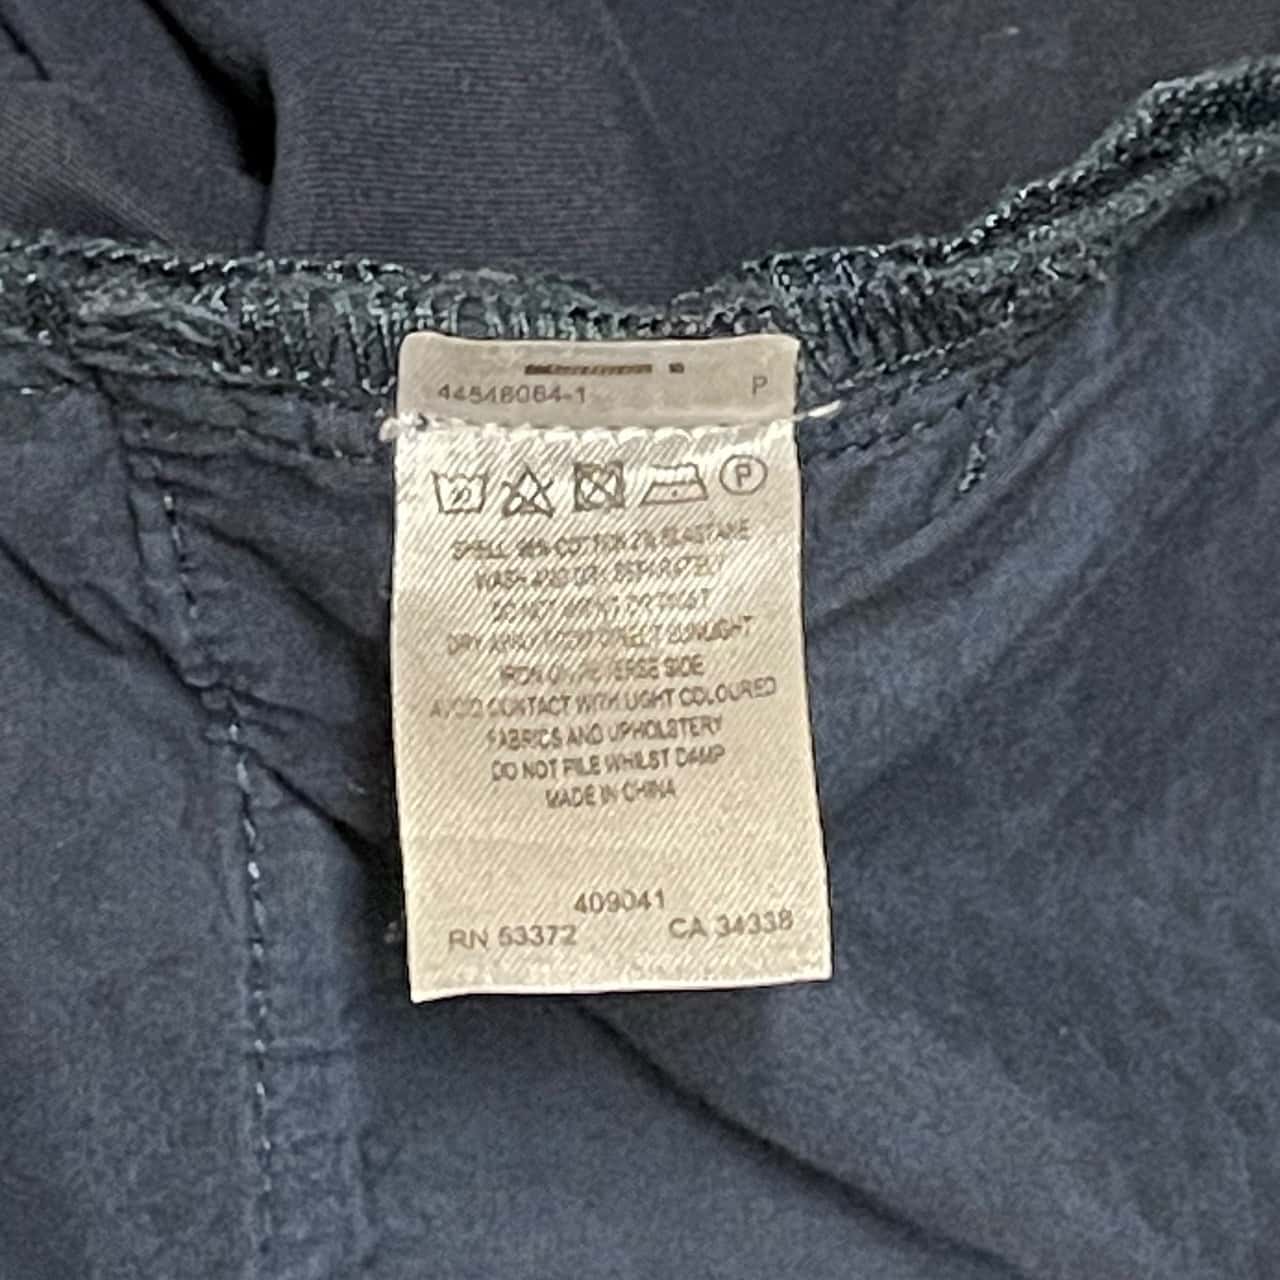 44548084-1 P
P
SHELL 98% COTTON 2% ELASTANE
WASH AND DRY SEPARATELY
DO NOT WRING OR TWIST
DRY AWAY FROM DIRECT SUNLIGHT
IRON ON REVERSE SIDE
AVOID CONTACT WITH LIGHT COLOURED
FABRICS AND UPHOLSTERY
DO NOT PILE WHILST DAMP
MADE IN CHINA
409041
RN 53372 CA 34338